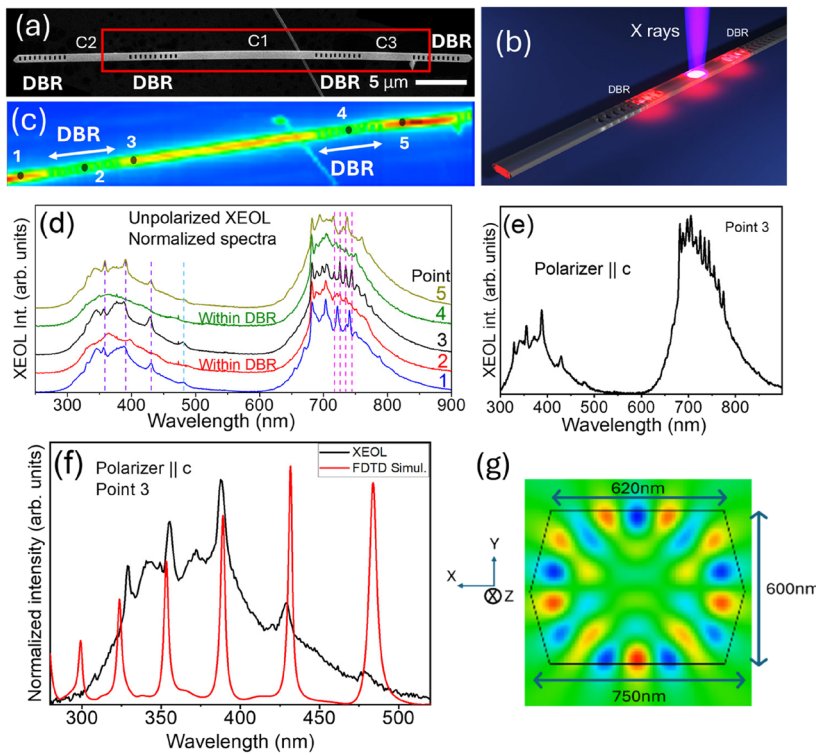 (a)
C2
C1
C3
DBR
DBR
DBR
DBR
5 μm
(b)
X rays
DBR
DBR
(c)
DBR
DBR
1
2
3
4
5
(d)
Unpolarized XEOL
Normalized spectra
XEOL Int. (arb. units)
Point
5
Within DBR
4
3
Within DBR
2
1
300 400 500 600 700 800 900
Wavelength (nm)
(e)
Point 3
Polarizer || c
XEOL int. (arb. units)
300 400 500 600 700 800
Wavelength (nm)
(f)
Polarizer || c
Point 3
XEOL
FDTD Simul.
Normalized intensity (arb. units)
300 350 400 450 500
Wavelength (nm)
(g)
620nm
Y
X
Z
600nm
750nm